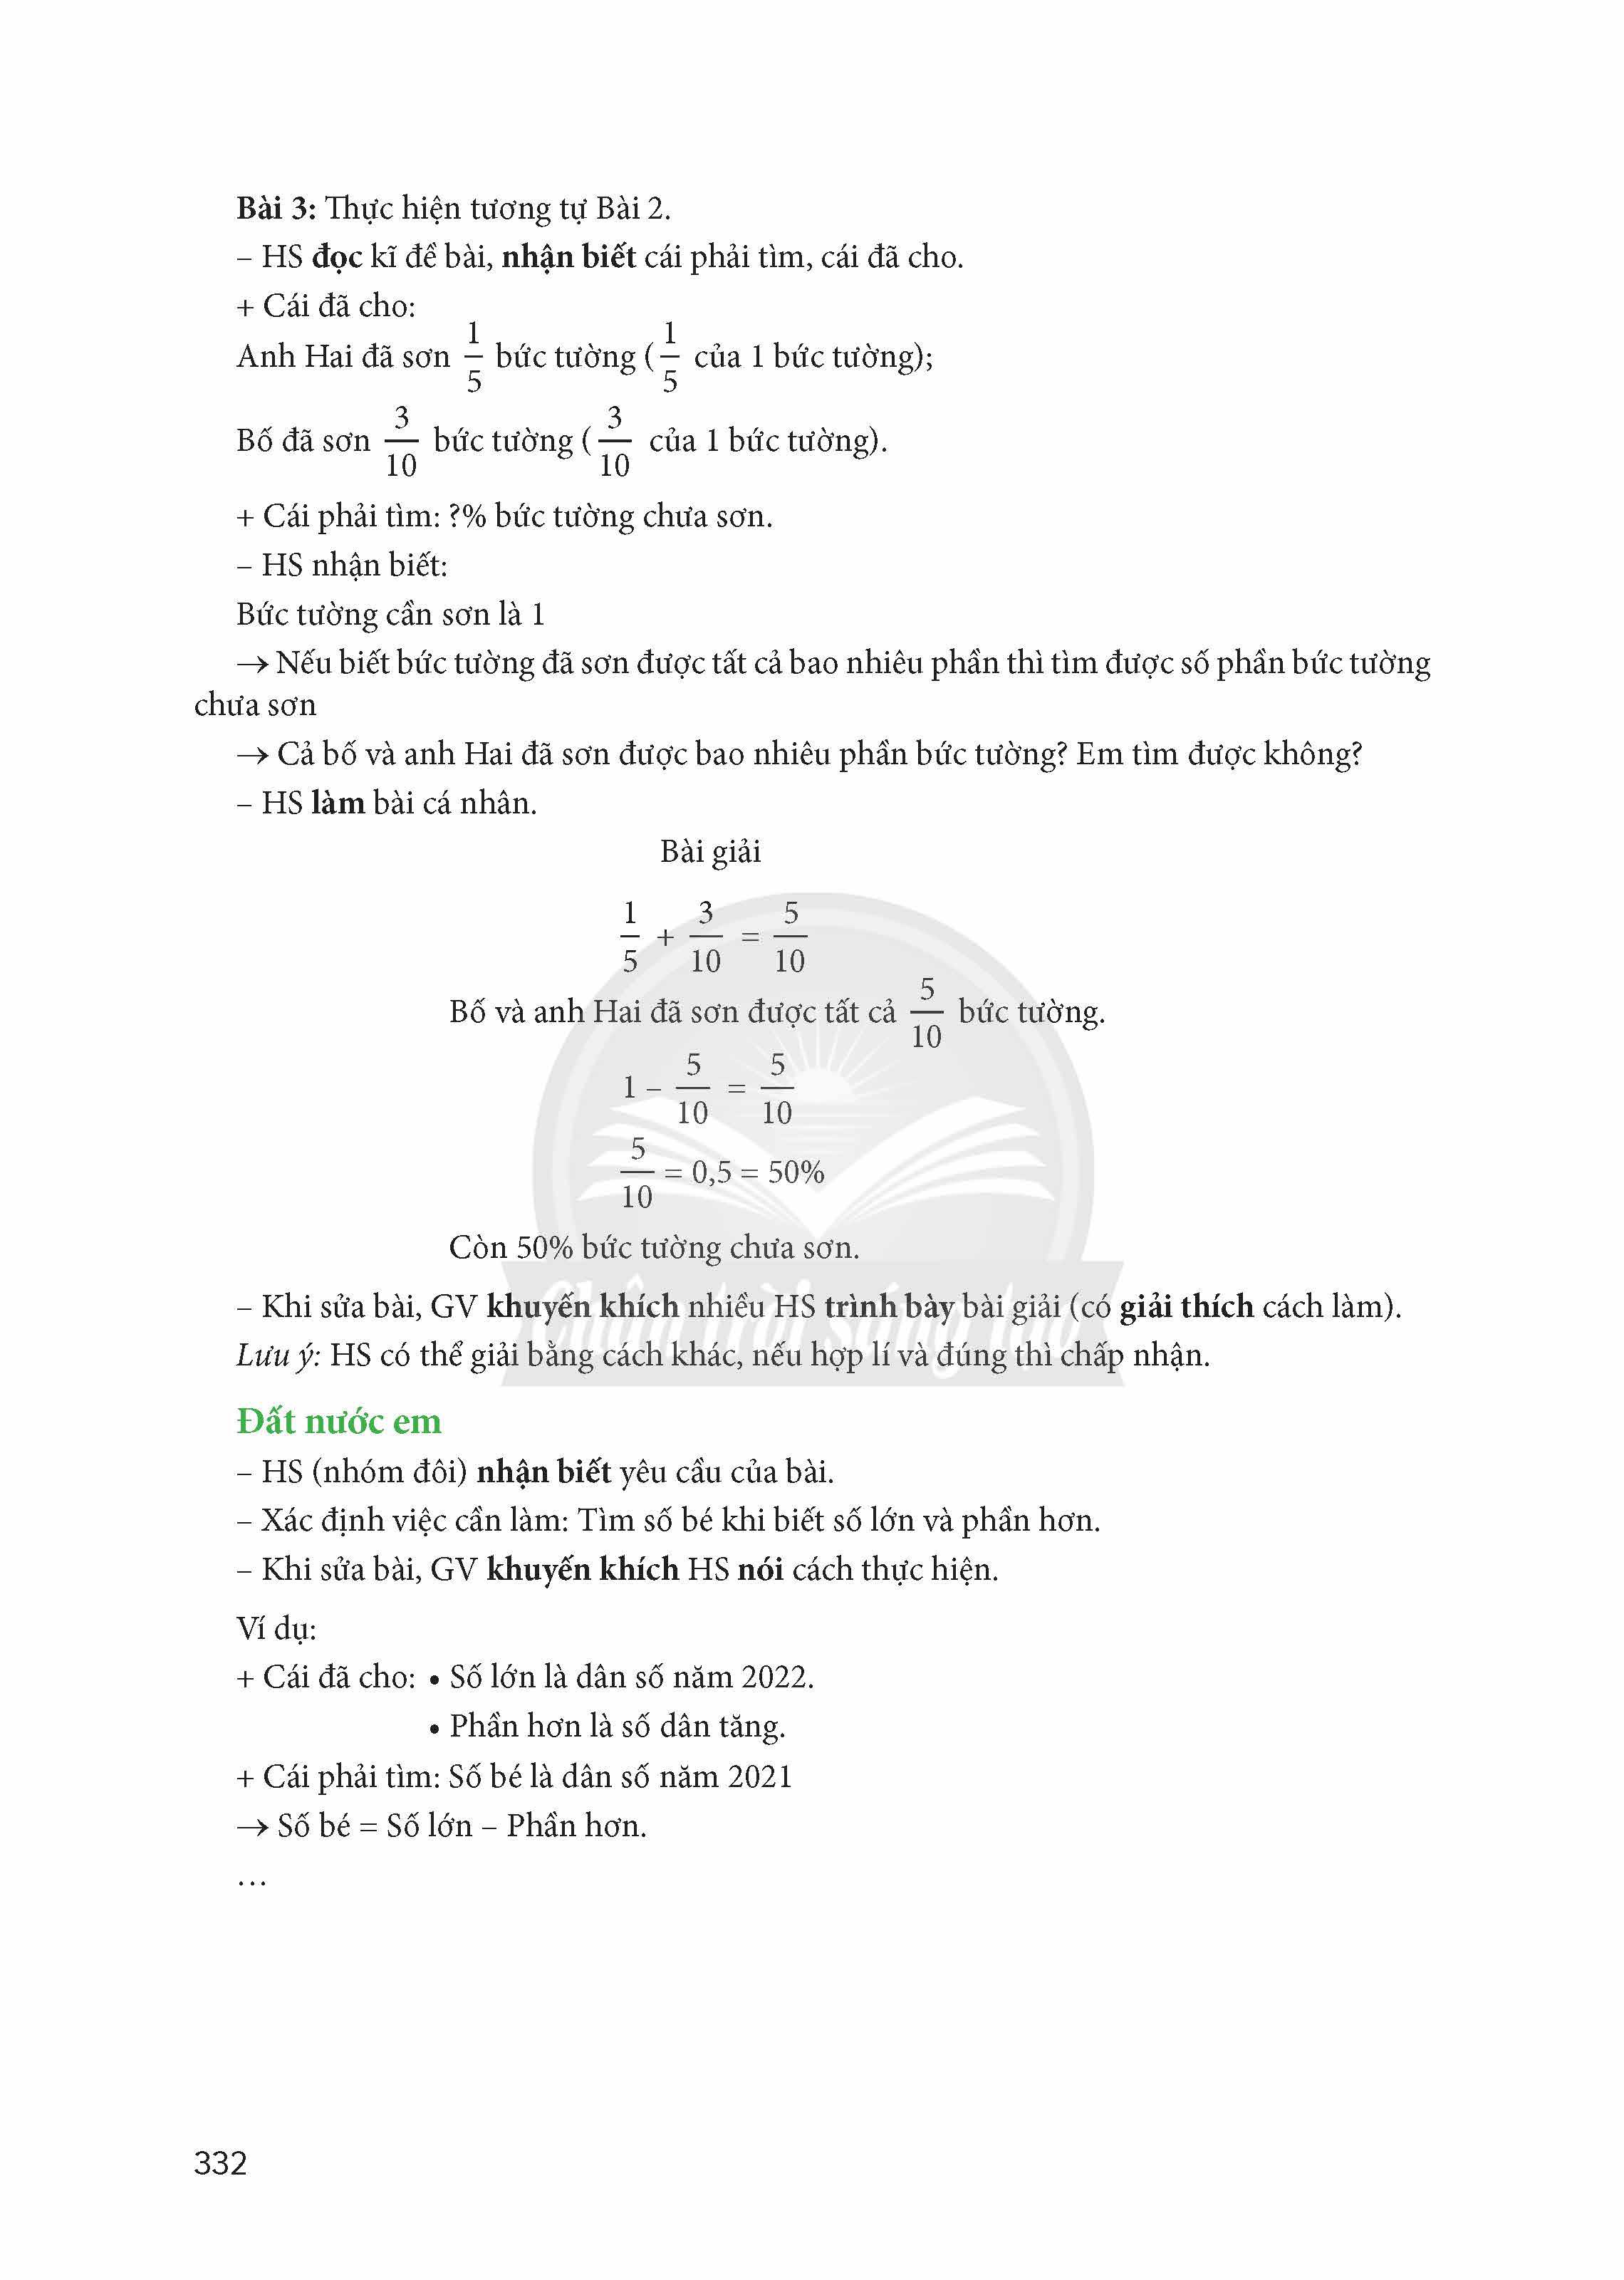 Bài 3: Thực hiện tương tự Bài 2.
– HS đọc kĩ đề bài, nhận biết cái phải tìm, cái đã cho.
+ Cái đã cho:
Anh Hai đã sơn 1/5 bức tường (1/5 của 1 bức tường);
Bố đã sơn 3/10 bức tường (3/10 của 1 bức tường).
+ Cái phải tìm: ?% bức tường chưa sơn.
– HS nhận biết:
Bức tường cần sơn là 1
→ Nếu biết bức tường đã sơn được tất cả bao nhiêu phần thì tìm được số phần bức tường
chưa sơn
→ Cả bố và anh Hai đã sơn được bao nhiêu phần bức tường? Em tìm được không?
– HS làm bài cá nhân.
Bài giải
1/5 + 3/10 = 5/10
Bố và anh Hai đã sơn được tất cả 5/10 bức tường.
1 – 5/10 = 5/10
5/10 = 0,5 = 50%
Còn 50% bức tường chưa sơn.
– Khi sửa bài, GV khuyến khích nhiều HS trình bày bài giải (có giải thích cách làm).
Lưu ý: HS có thể giải bằng cách khác, nếu hợp lí và đúng thì chấp nhận.
Chân trời sáng tạo
Đất nước em
– HS (nhóm đôi) nhận biết yêu cầu của bài.
– Xác định việc cần làm: Tìm số bé khi biết số lớn và phần hơn.
– Khi sửa bài, GV khuyến khích HS nói cách thực hiện.
Ví dụ:
+ Cái đã cho: • Số lớn là dân số năm 2022.
• Phần hơn là số dân tăng.
+ Cái phải tìm: Số bé là dân số năm 2021
→ Số bé = Số lớn – Phần hơn.
…
332